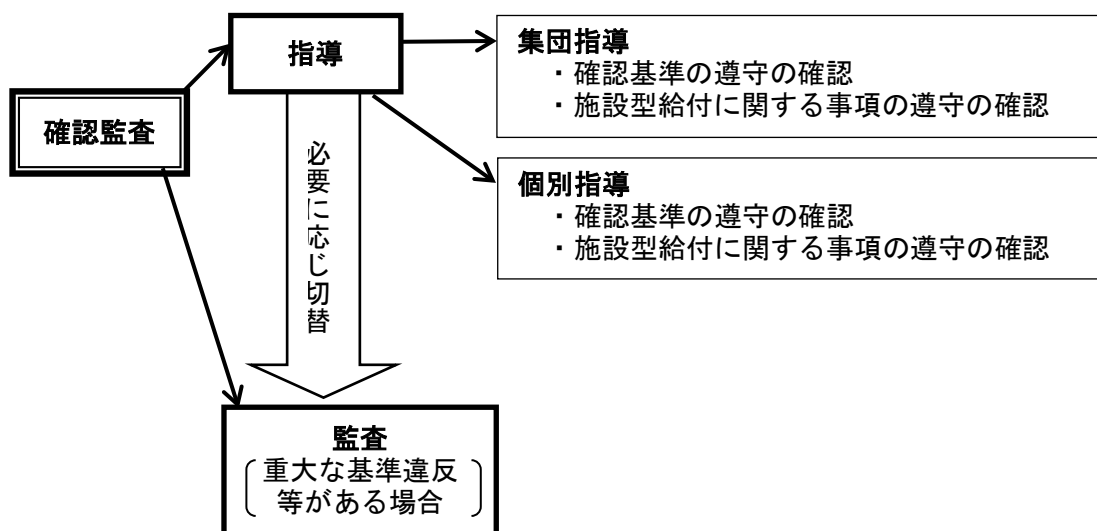 確認監査
指導
集団指導
・確認基準の遵守の確認
・施設型給付に関する事項の遵守の確認
個別指導
・確認基準の遵守の確認
・施設型給付に関する事項の遵守の確認
必要に応じ切替
監査
重大な基準違反
等がある場合